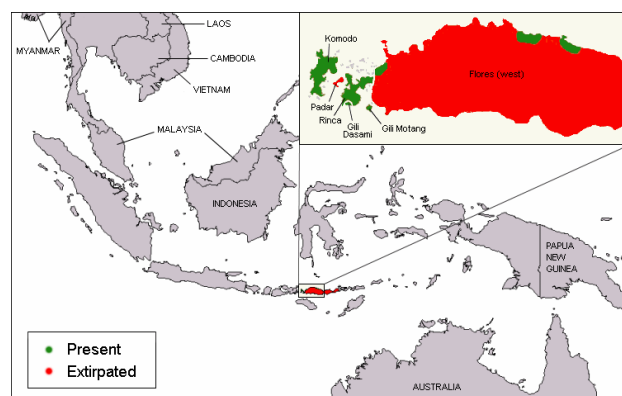 LAOS
MYANMAR
CAMBODIA
VIETNAM
MALAYSIA
INDONESIA
Komodo
Flores (west)
Padar
Rinca
Gili
Dasami
Gili Motang
PAPUA
NEW
GUINEA
AUSTRALIA
Present
Extirpated